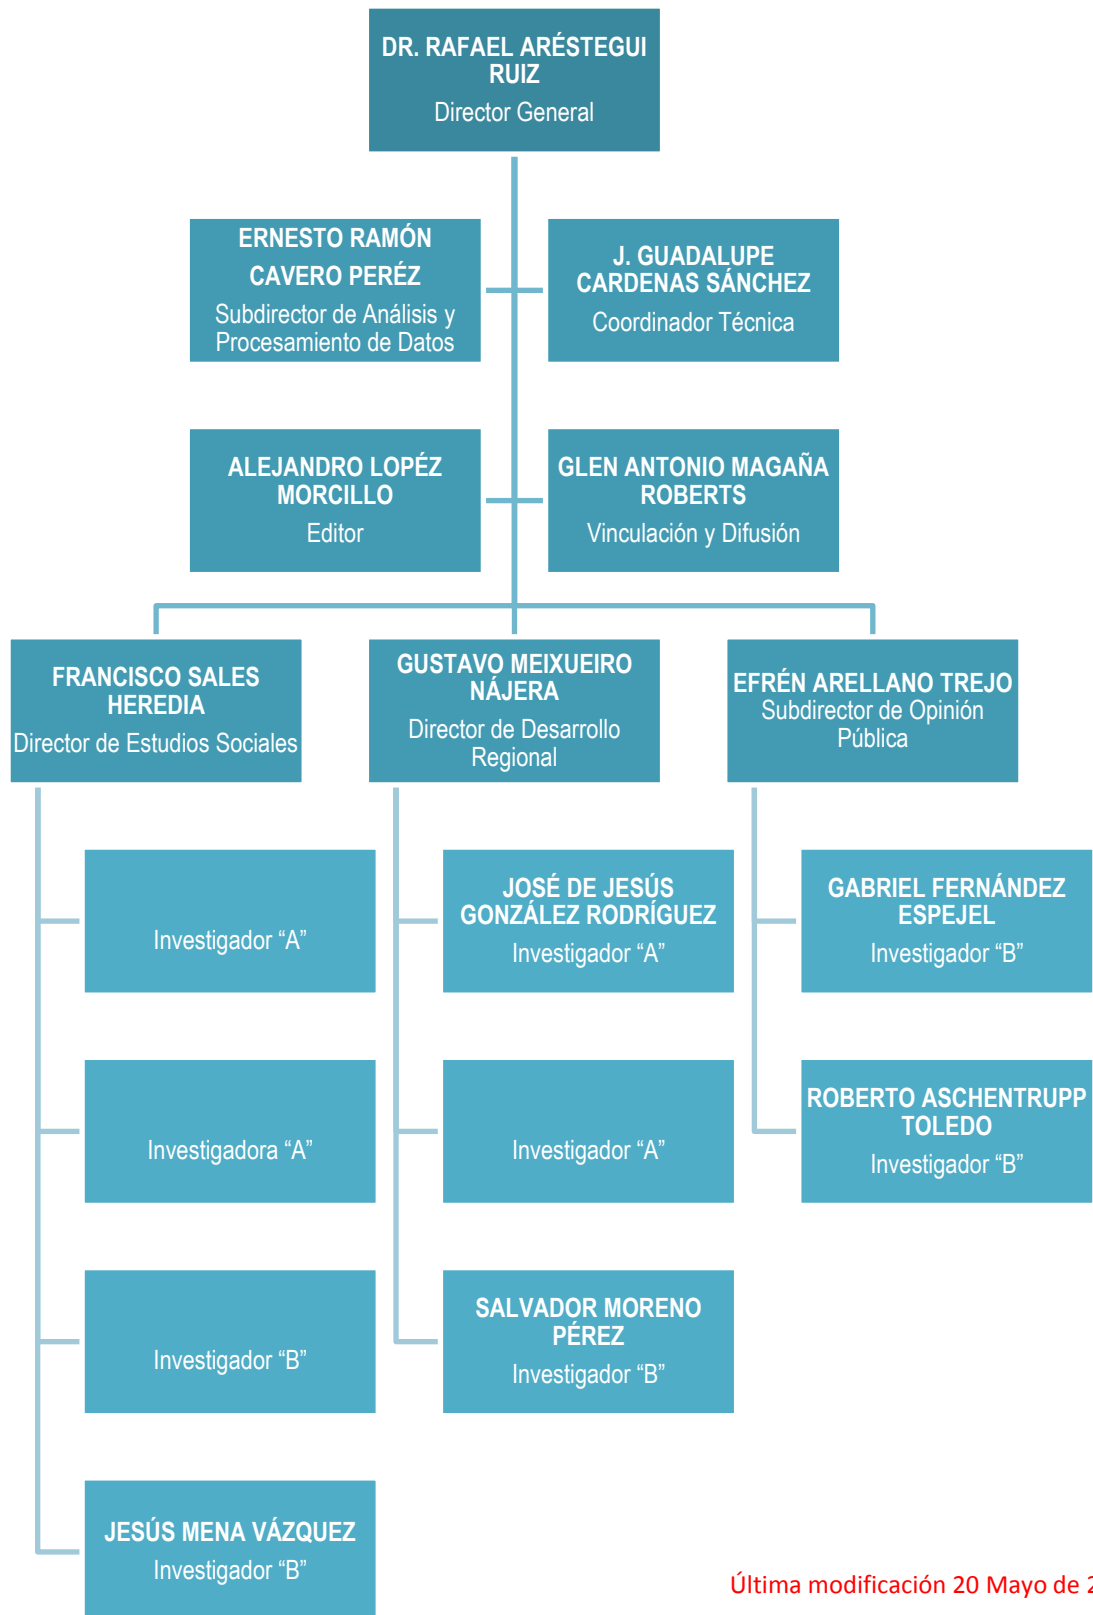 DR. RAFAEL ARÉSTEGUI
RUIZ
Director General
ERNESTO RAMÓN
CAVERO PERÉZ
Subdirector de Análisis y
Procesamiento de Datos
J. GUADALUPE
CARDENAS SÁNCHEZ
Coordinador Técnica
ALEJANDRO LOPÉZ
MORCILLO
Editor
GLEN ANTONIO MAGAÑA
ROBERTS
Vinculación y Difusión
FRANCISCO SALES
HEREDIA
Director de Estudios Sociales
GUSTAVO MEIXUEIRO
NÁJERA
Director de Desarrollo
Regional
EFRÉN ARELLANO TREJO
Subdirector de Opinión
Pública
Investigador “A”
Investigadora “A”
Investigador “B”
JESÚS MENA VÁZQUEZ
Investigador “B”
JOSÉ DE JESÚS
GONZÁLEZ RODRÍGUEZ
Investigador “A”
Investigador “A”
SALVADOR MORENO
PÉREZ
Investigador “B”
GABRIEL FERNÁNDEZ
ESPEJEL
Investigador “B”
ROBERTO ASCHENTRUPP
TOLEDO
Investigador “B”
Última modificación 20 Mayo de